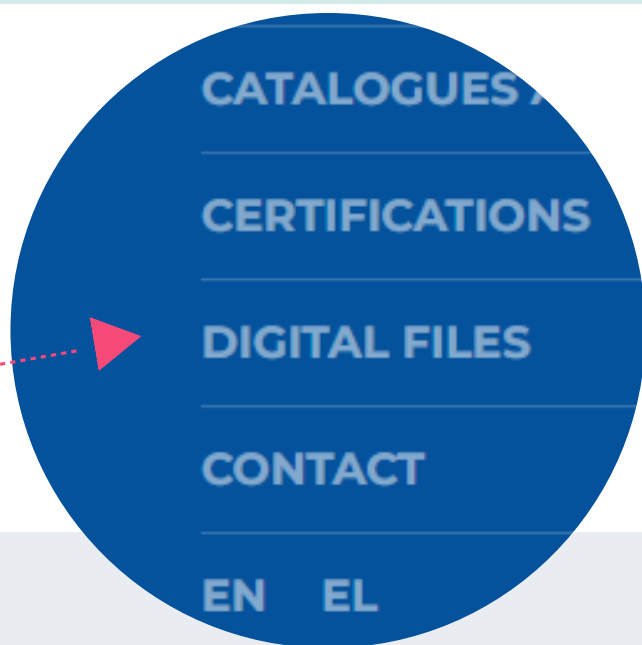 CATALOGUES
CERTIFICATIONS
DIGITAL FILES
CONTACT
EN EL